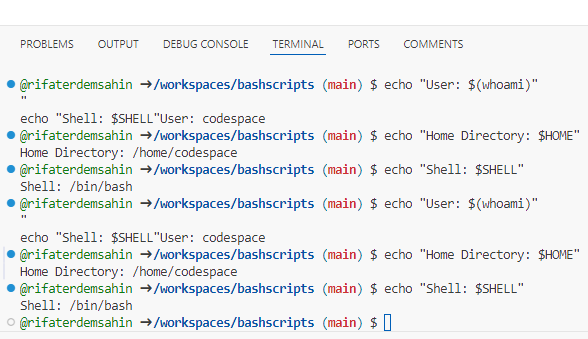 PROBLEMS OUTPUT DEBUG CONSOLE TERMINAL PORTS COMMENTS
@rifaterdemsahin ➔/workspaces/bashscripts (main) $ echo "User: $(whoami)"
"
echo "Shell: $SHELL"User: codespace
@rifaterdemsahin ➔/workspaces/bashscripts (main) $ echo "Home Directory: $HOME"
Home Directory: /home/codespace
@rifaterdemsahin ➔/workspaces/bashscripts (main) $ echo "Shell: $SHELL"
Shell: /bin/bash
@rifaterdemsahin ➔/workspaces/bashscripts (main) $ echo "User: $(whoami)"
"
echo "Shell: $SHELL"User: codespace
@rifaterdemsahin ➔/workspaces/bashscripts (main) $ echo "Home Directory: $HOME"
Home Directory: /home/codespace
@rifaterdemsahin ➔/workspaces/bashscripts (main) $ echo "Shell: $SHELL"
Shell: /bin/bash
@rifaterdemsahin ➔/workspaces/bashscripts (main) $